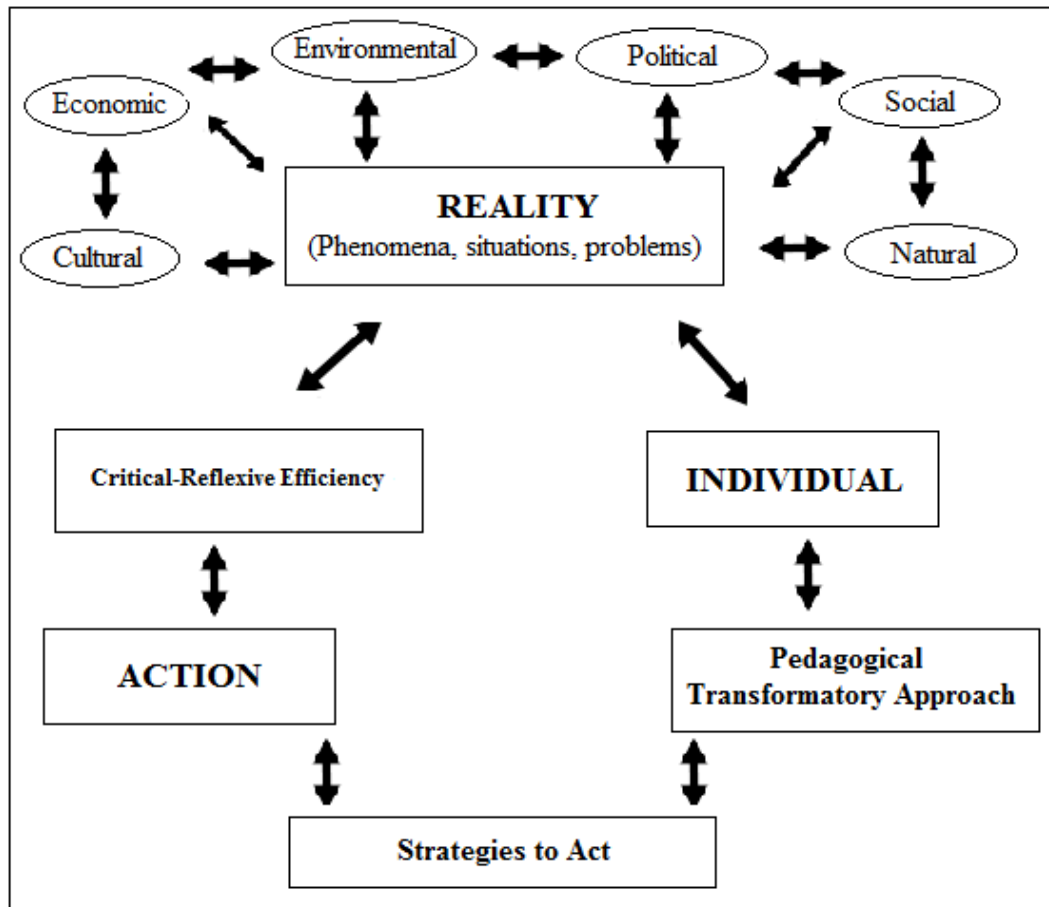 Environmental
Political
Economic
Social
REALITY
(Phenomena, situations, problems)
Cultural
Natural
Critical-Reflexive Efficiency
INDIVIDUAL
ACTION
Pedagogical
Transformatory Approach
Strategies to Act